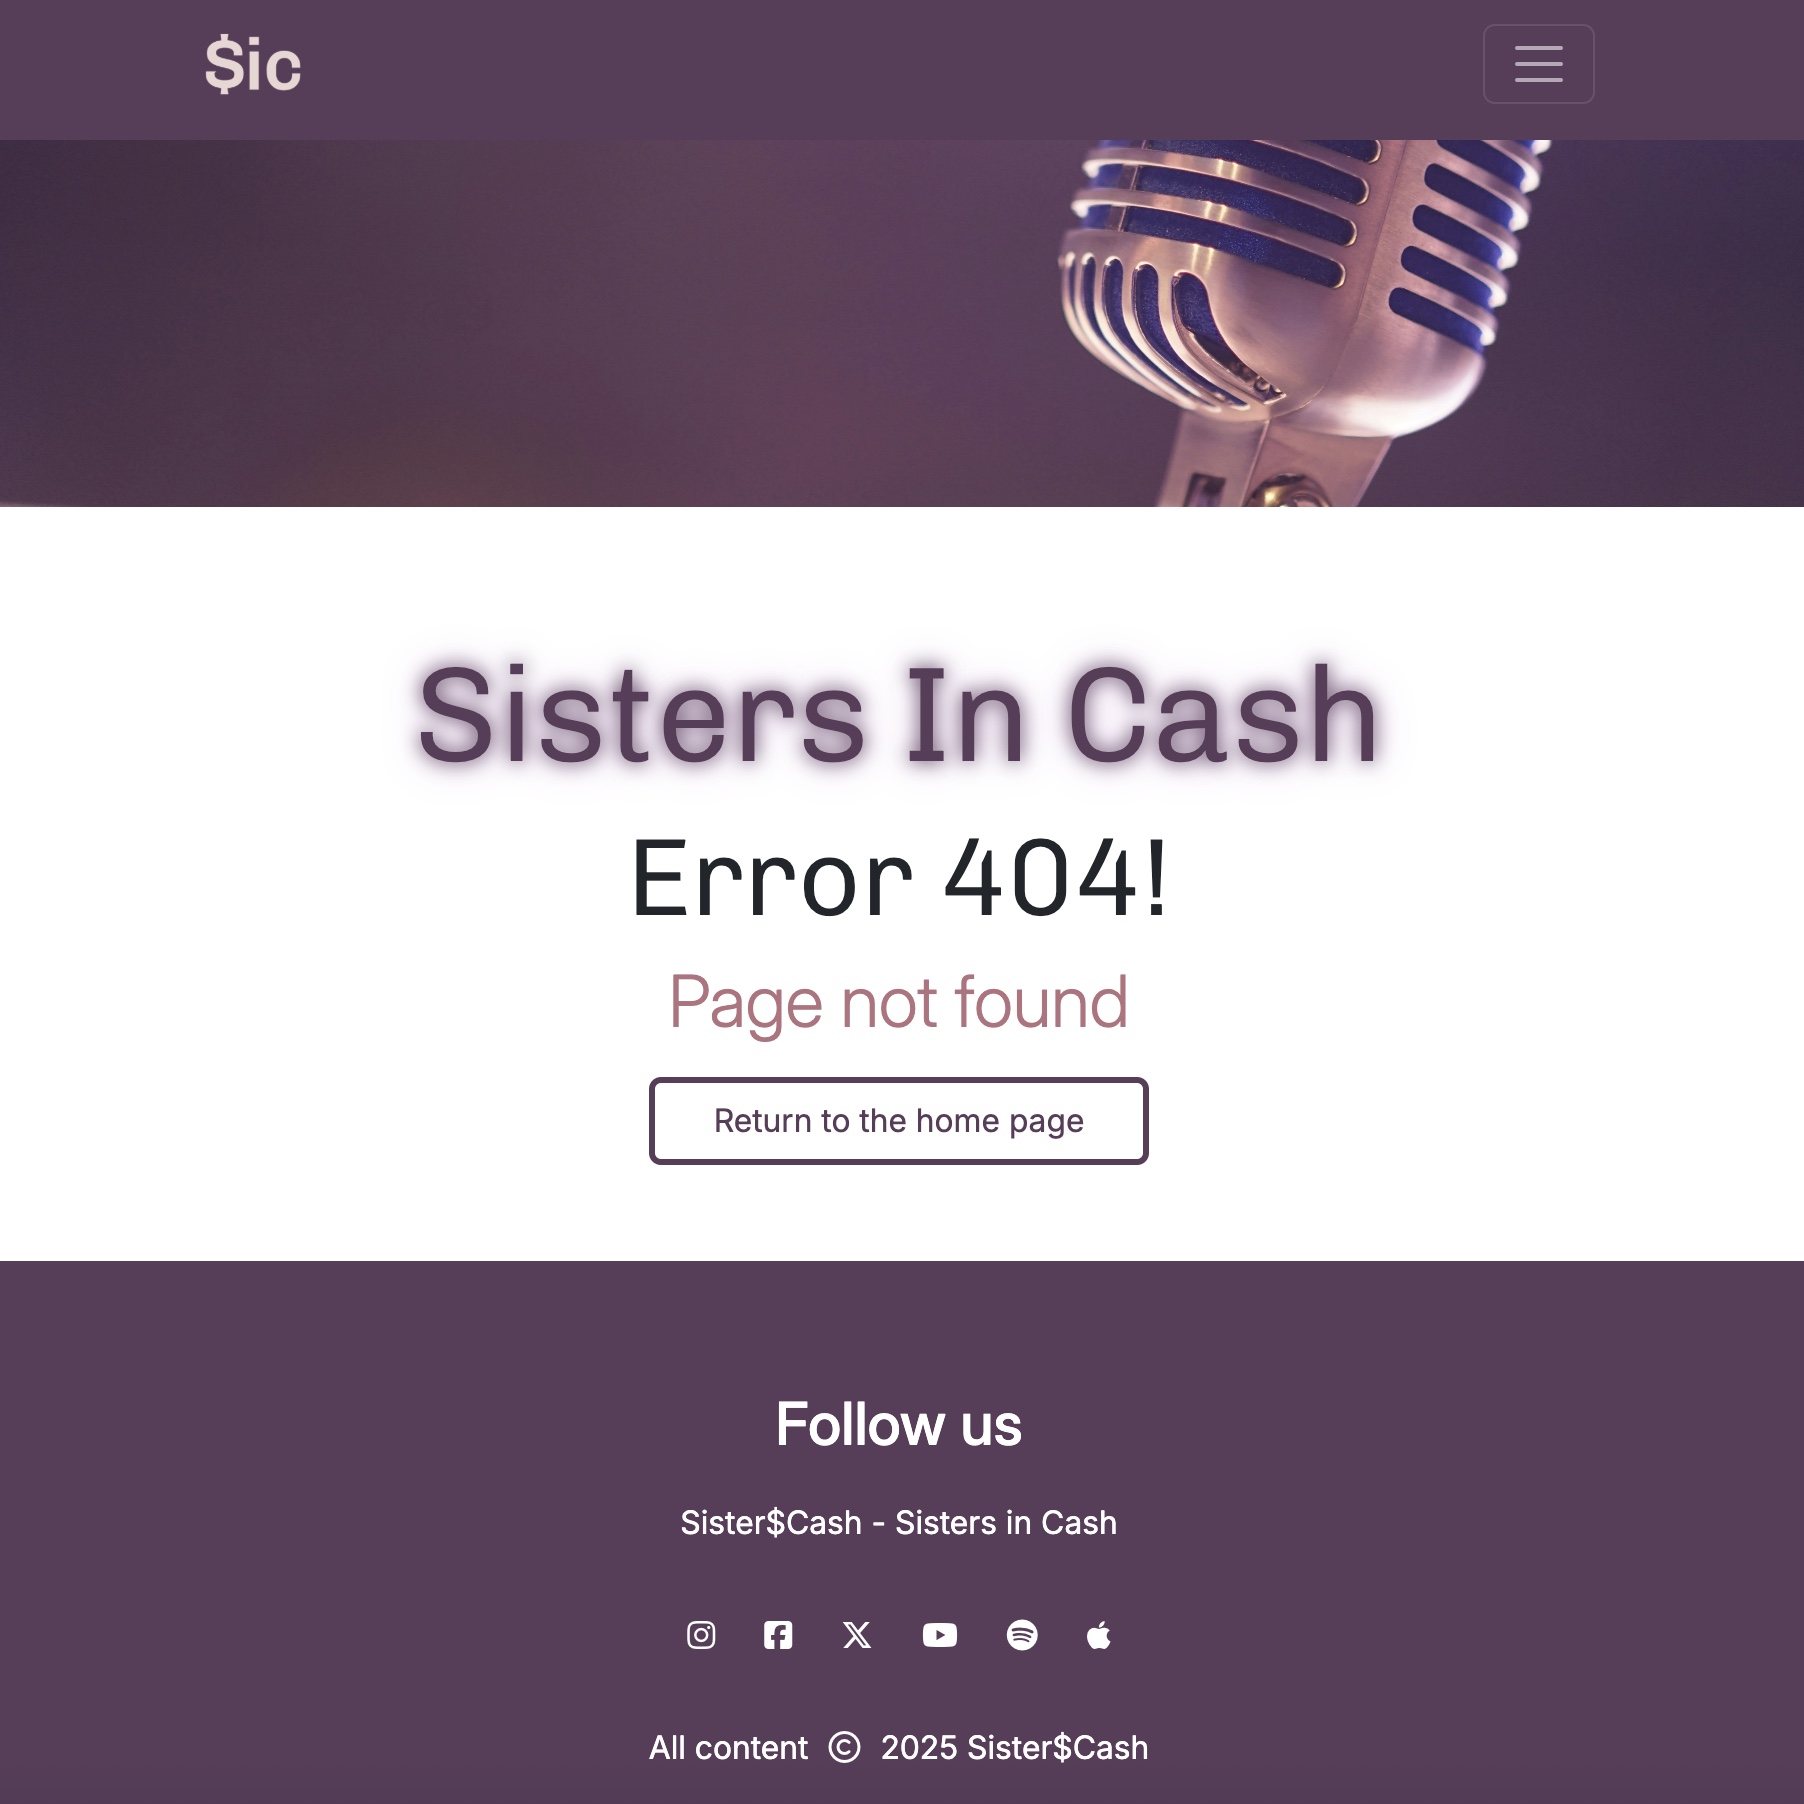 $ic
Sisters In Cash
Error 404!
Page not found
Return to the home page
Follow us
Sister$Cash - Sisters in Cash
All content © 2025 Sister$Cash